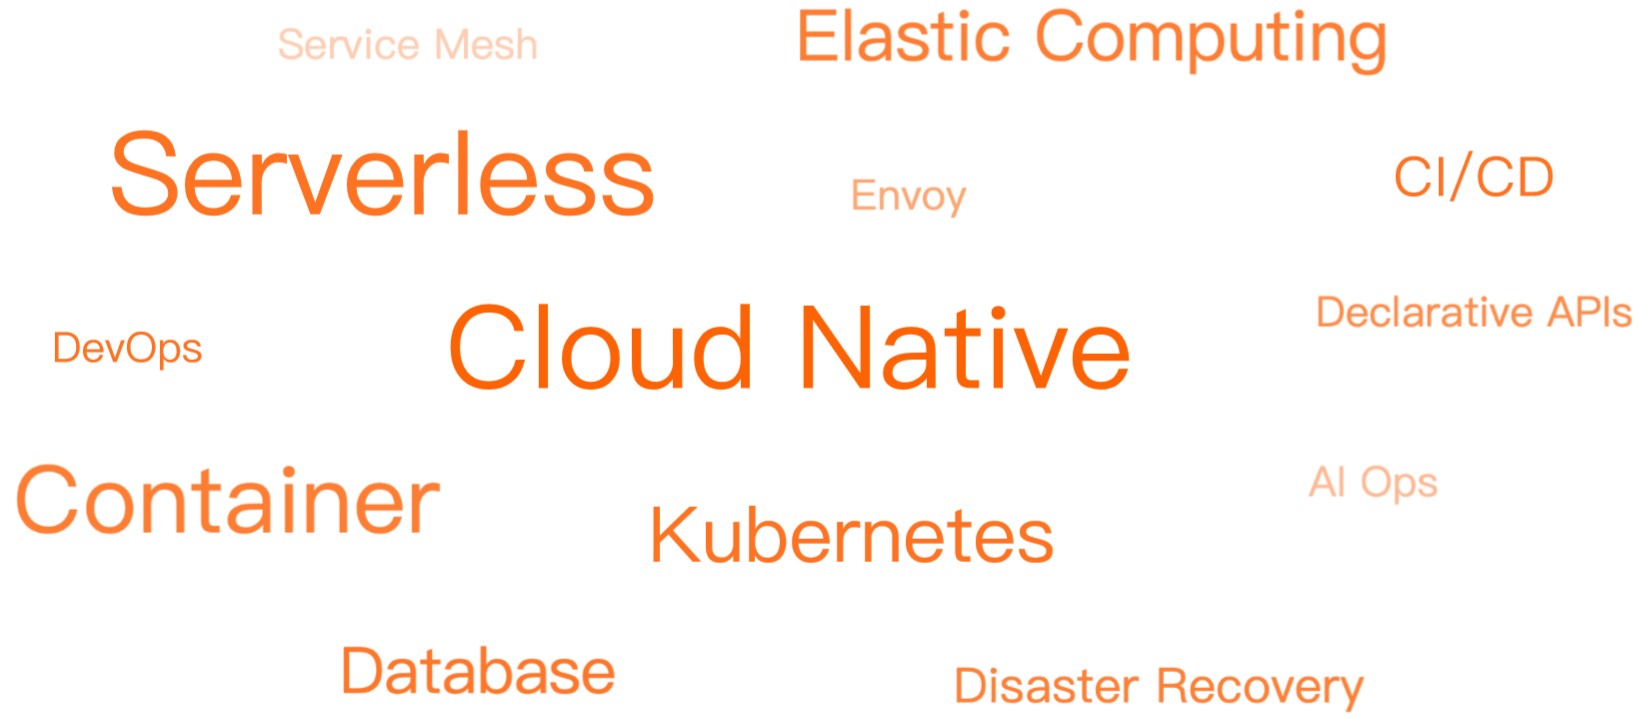 Service Mesh
Elastic Computing
Serverless
Envoy
CI/CD
Declarative APIs
DevOps
Cloud Native
Container
AI Ops
Kubernetes
Database
Disaster Recovery